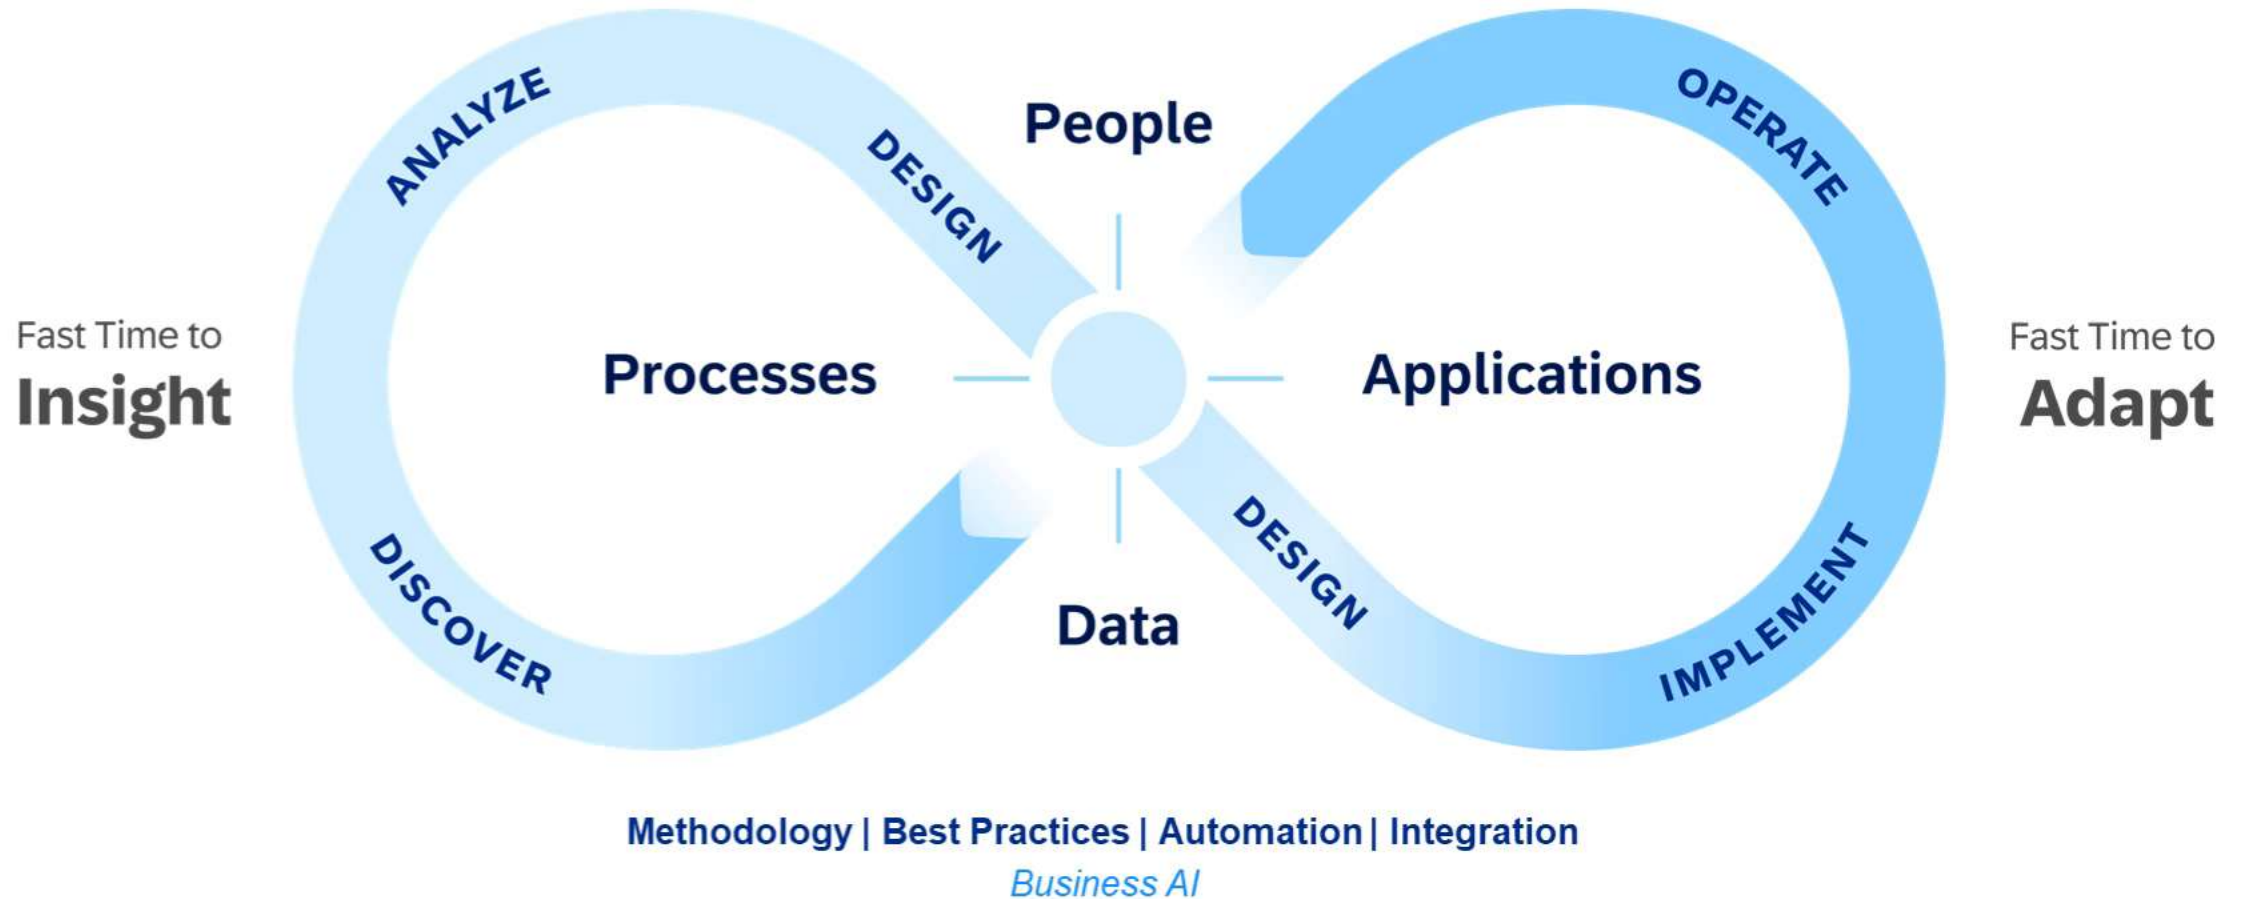 ANALYZE
DESIGN
People
OPERATE
Fast Time to
Insight
Processes
Applications
Fast Time to
Adapt
DISCOVER
Data
DESIGN
IMPLEMENT
Methodology | Best Practices | Automation | Integration
Business AI